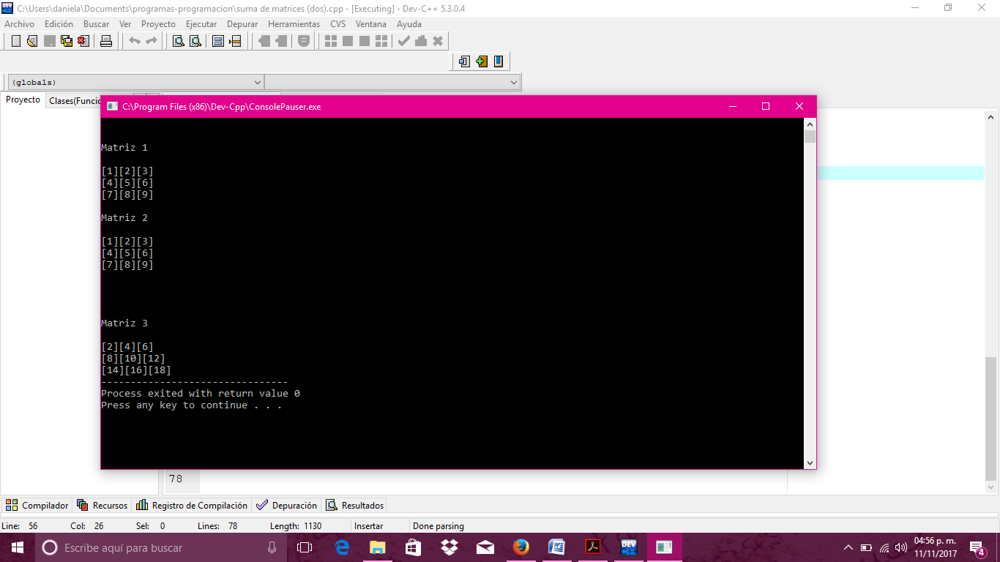 C:\Users\daniela\Documents\programas-programacion\suma de matrices (dos).cpp - [Executing] - Dev-C++ 5.3.0.4
Archivo Edición Buscar Ver Proyecto Ejecutar Depurar Herramientas CVS Ventana Ayuda
(globals)
Proyecto Clases(Funcio
C:\Program Files (x86)\Dev-Cpp\ConsolePauser.exe
Matriz 1
[1][2][3]
[4][5][6]
[7][8][9]
Matriz 2
[1][2][3]
[4][5][6]
[7][8][9]
Matriz 3
[2][4][6]
[8][10][12]
[14][16][18]
--------------------------------
Process exited with return value 0
Press any key to continue . . .
78
Compilador Recursos Registro de Compilación Depuración Resultados
Line: 56 Col: 26 Sel: 0 Lines: 78 Length: 1130 Insertar Done parsing
Escribe aquí para buscar
04:56 p. m.
11/11/2017
4